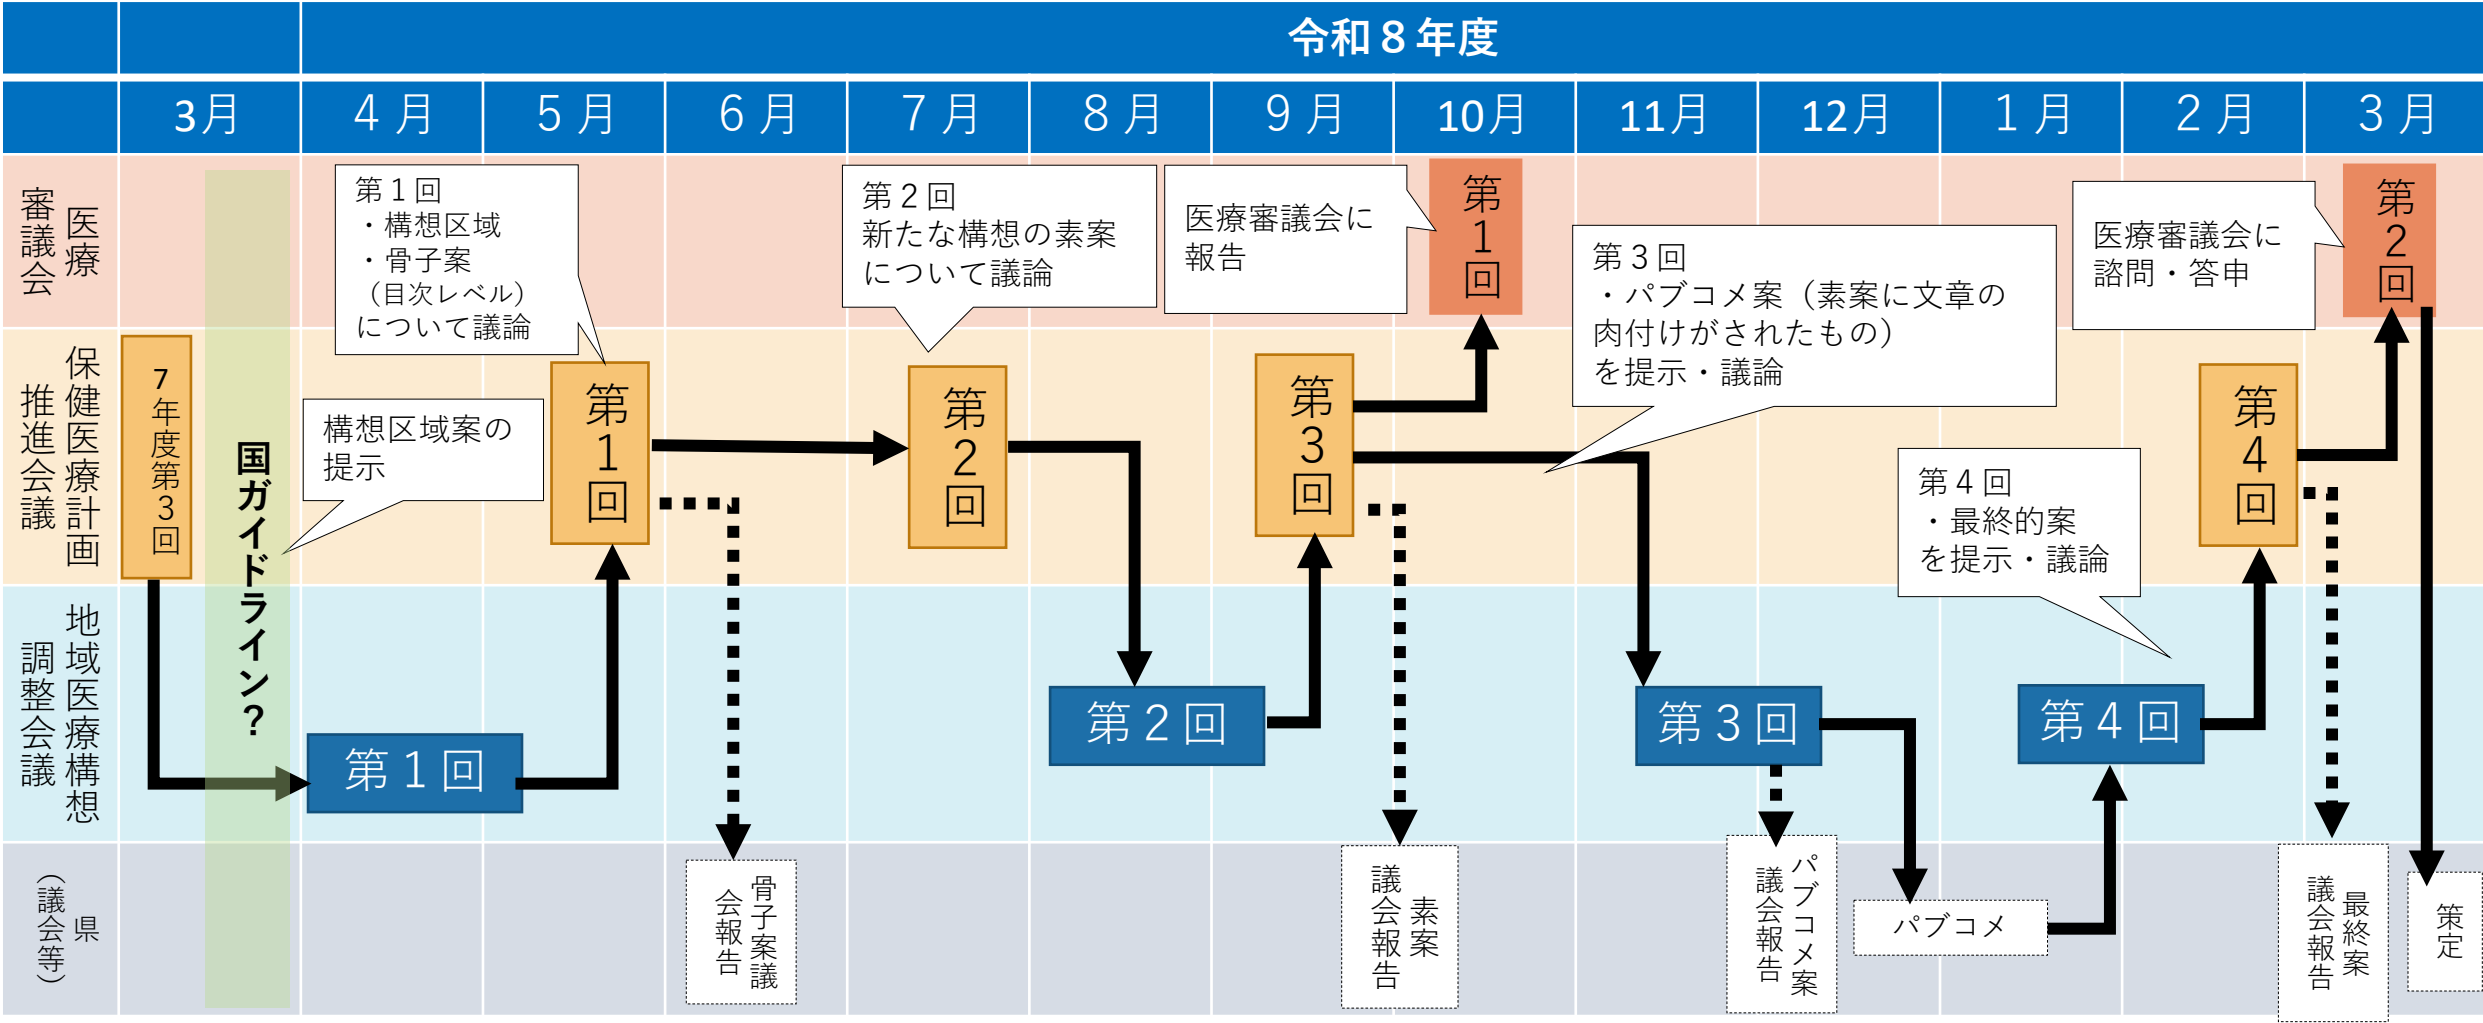 令和８年度
3月
４月
５月
６月
７月
８月
９月
10月
11月
12月
１月
２月
３月
医療
審議会
第１回
・構想区域
・骨子案
（目次レベル）
について議論
第２回
新たな構想の素案
について議論
医療審議会に
報告
第１回
第３回
・パブコメ案（素案に文章の
肉付けがされたもの）
を提示・議論
医療審議会に
諮問・答申
第２回
保健医療計画
推進会議
7年度第３回
国ガイドライン？
構想区域案の
提示
第１回
第２回
第３回
第４回
・最終的案
を提示・議論
第４回
地域医療構想
調整会議
第１回
第２回
第３回
第４回
県
（議会等）
骨子案議
会報告
素案
議会報告
パブコメ案
議会報告
パブコメ
最終案
議会報告
策定